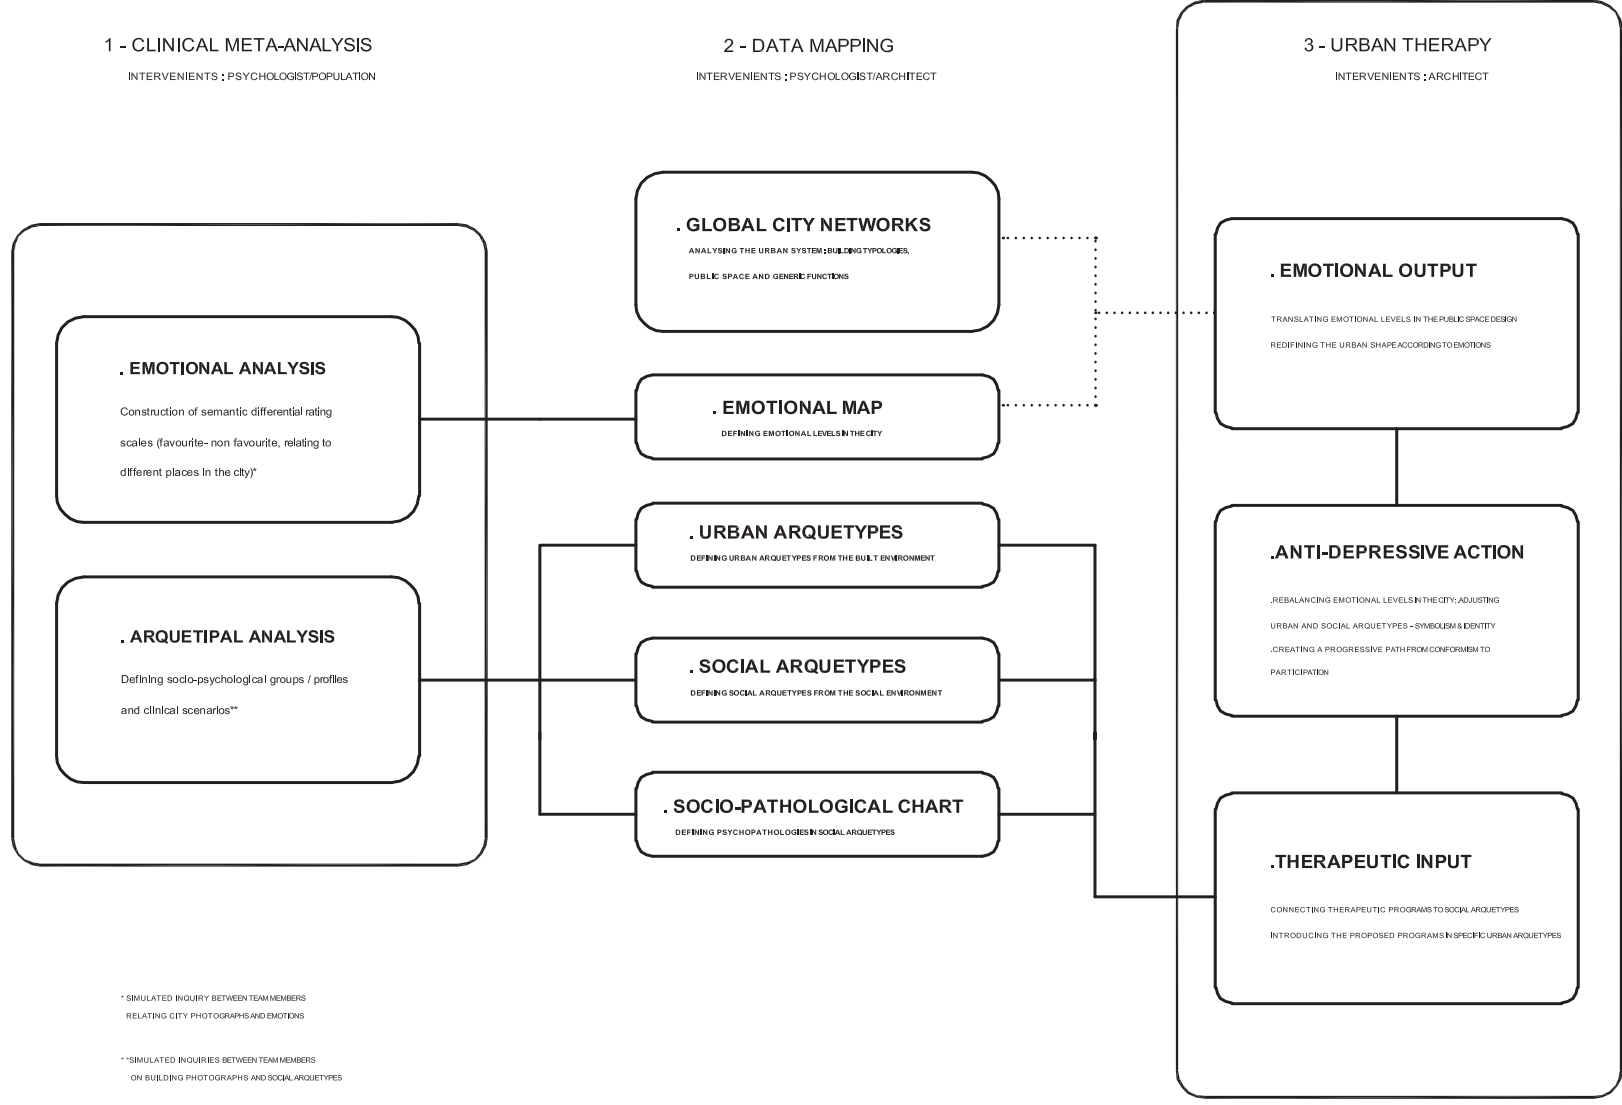 1 - CLINICAL META-ANALYSIS
INTERVENIENTS : PSYCHOLOGIST/POPULATION
. EMOTIONAL ANALYSIS
Construction of semantic differential rating
scales (favourite- non favourite, relating to
different places in the city)*
. ARQUETIPAL ANALYSIS
Defining socio-psychological groups / profiles
and clinical scenarios**
* SIMULATED INQUIRY BETWEEN TEAM MEMBERS
RELATING CITY PHOTOGRAPHS AND EMOTIONS
* *SIMULATED INQUIRIES BETWEEN TEAM MEMBERS
ON BUILDING PHOTOGRAPHS AND SOCIAL ARQUETYPES
2 - DATA MAPPING
INTERVENIENTS : PSYCHOLOGIST/ARCHITECT
. GLOBAL CITY NETWORKS
ANALYSING THE URBAN SYSTEM : BUILDING TYPOLOGIES,
PUBLIC SPACE AND GENERIC FUNCTIONS
. EMOTIONAL MAP
DEFINING EMOTIONAL LEVELS IN THE CITY
. URBAN ARQUETYPES
DEFINING URBAN ARQUETYPES FROM THE BUILT ENVIRONMENT
. SOCIAL ARQUETYPES
DEFINING SOCIAL ARQUETYPES FROM THE SOCIAL ENVIRONMENT
. SOCIO-PATHOLOGICAL CHART
DEFINING PSYCHOPATHOLOGIES IN SOCIAL ARQUETYPES
3 - URBAN THERAPY
INTERVENIENTS : ARCHITECT
. EMOTIONAL OUTPUT
TRANSLATING EMOTIONAL LEVELS IN THE PUBLIC SPACE DESIGN
REDIFINING THE URBAN SHAPE ACCORDING TO EMOTIONS
.ANTI-DEPRESSIVE ACTION
.REBALANCING EMOTIONAL LEVELS IN THE CITY; ADJUSTING
URBAN AND SOCIAL ARQUETYPES - SYMBOLISM & IDENTITY
.CREATING A PROGRESSIVE PATH FROM CONFORMISM TO
PARTICIPATION
.THERAPEUTIC INPUT
CONNECTING THERAPEUTIC PROGRAMS TO SOCIAL ARQUETYPES
INTRODUCING THE PROPOSED PROGRAMS IN SPECIFIC URBAN ARQUETYPES